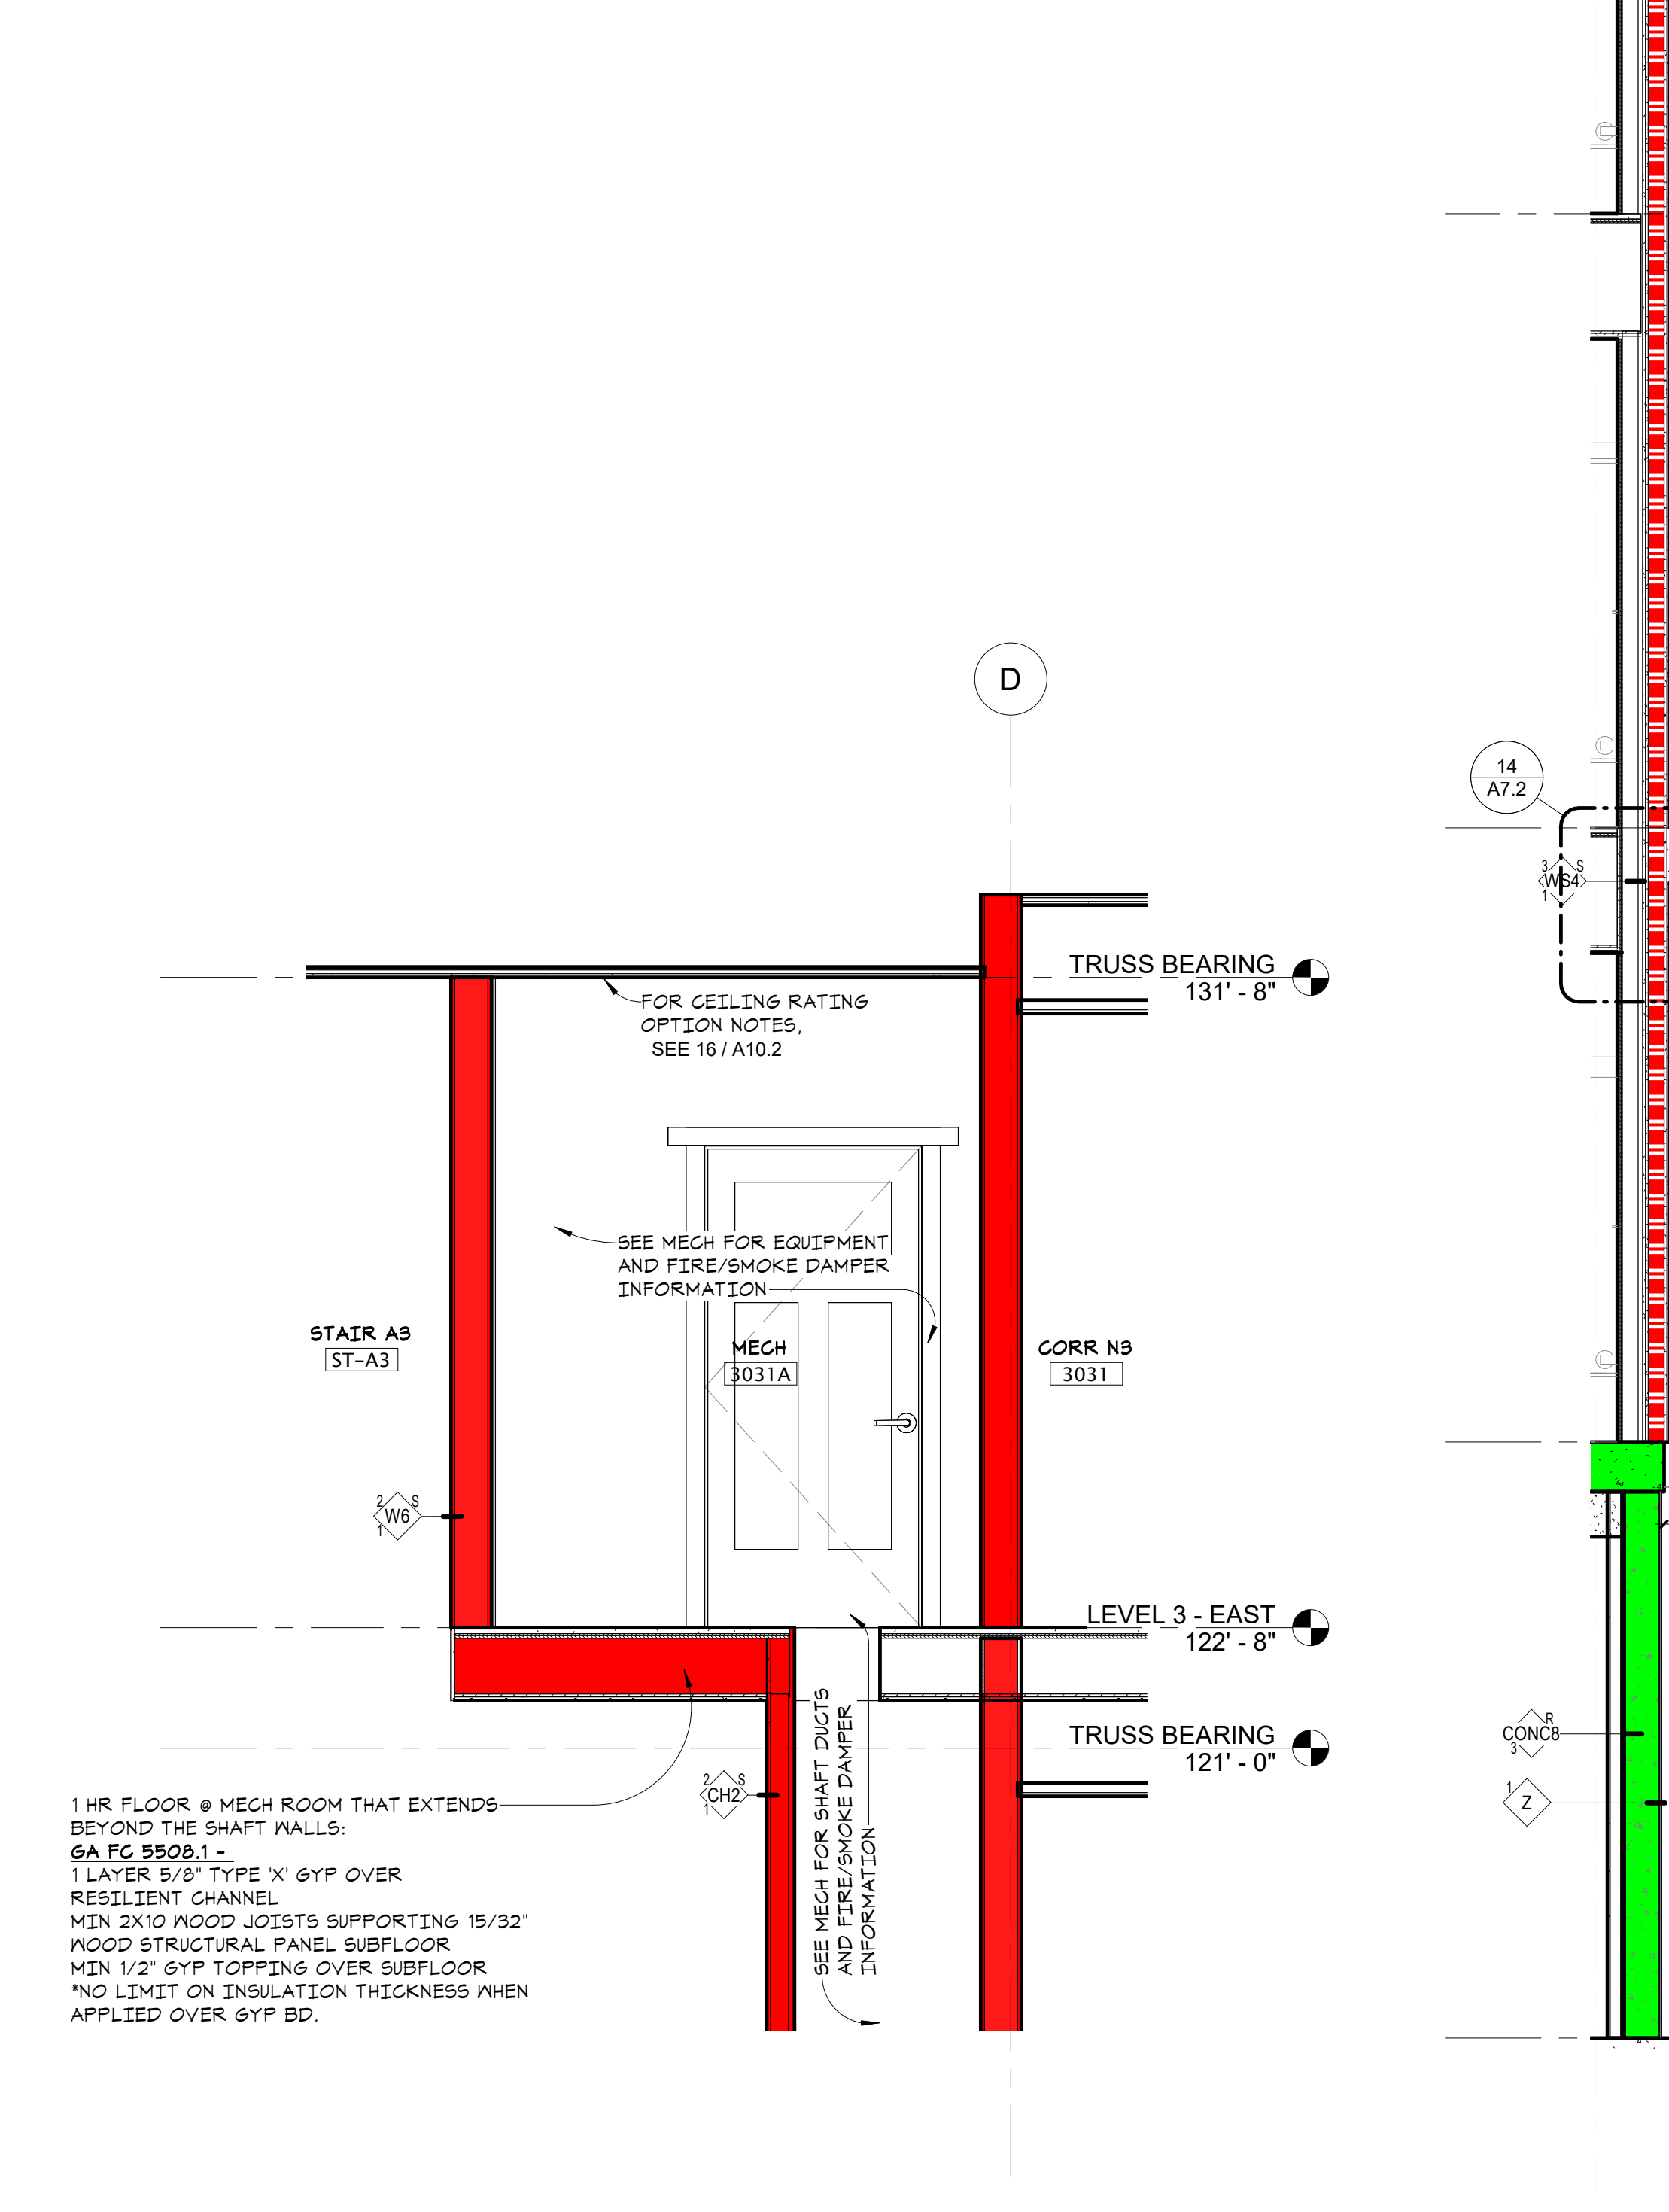 D
14
A7.2
3 S
WS4
1
TRUSS BEARING
131' - 8"
FOR CEILING RATING
OPTION NOTES,
SEE 16 / A10.2
SEE MECH FOR EQUIPMENT
AND FIRE/SMOKE DAMPER
INFORMATION
STAIR A3
ST-A3
MECH
3031A
CORR N3
3031
2 S
W6
1
LEVEL 3 - EAST
122' - 8"
TRUSS BEARING
121' - 0"
R
CONC8
3
2 S
CH2
1
1
Z
SEE MECH FOR SHAFT DUCTS
AND FIRE/SMOKE DAMPER
INFORMATION
1 HR FLOOR @ MECH ROOM THAT EXTENDS
BEYOND THE SHAFT WALLS:
GA FC 5508.1 -
1 LAYER 5/8" TYPE 'X' GYP OVER
RESILIENT CHANNEL
MIN 2X10 WOOD JOISTS SUPPORTING 15/32"
WOOD STRUCTURAL PANEL SUBFLOOR
MIN 1/2" GYP TOPPING OVER SUBFLOOR
*NO LIMIT ON INSULATION THICKNESS WHEN
APPLIED OVER GYP BD.